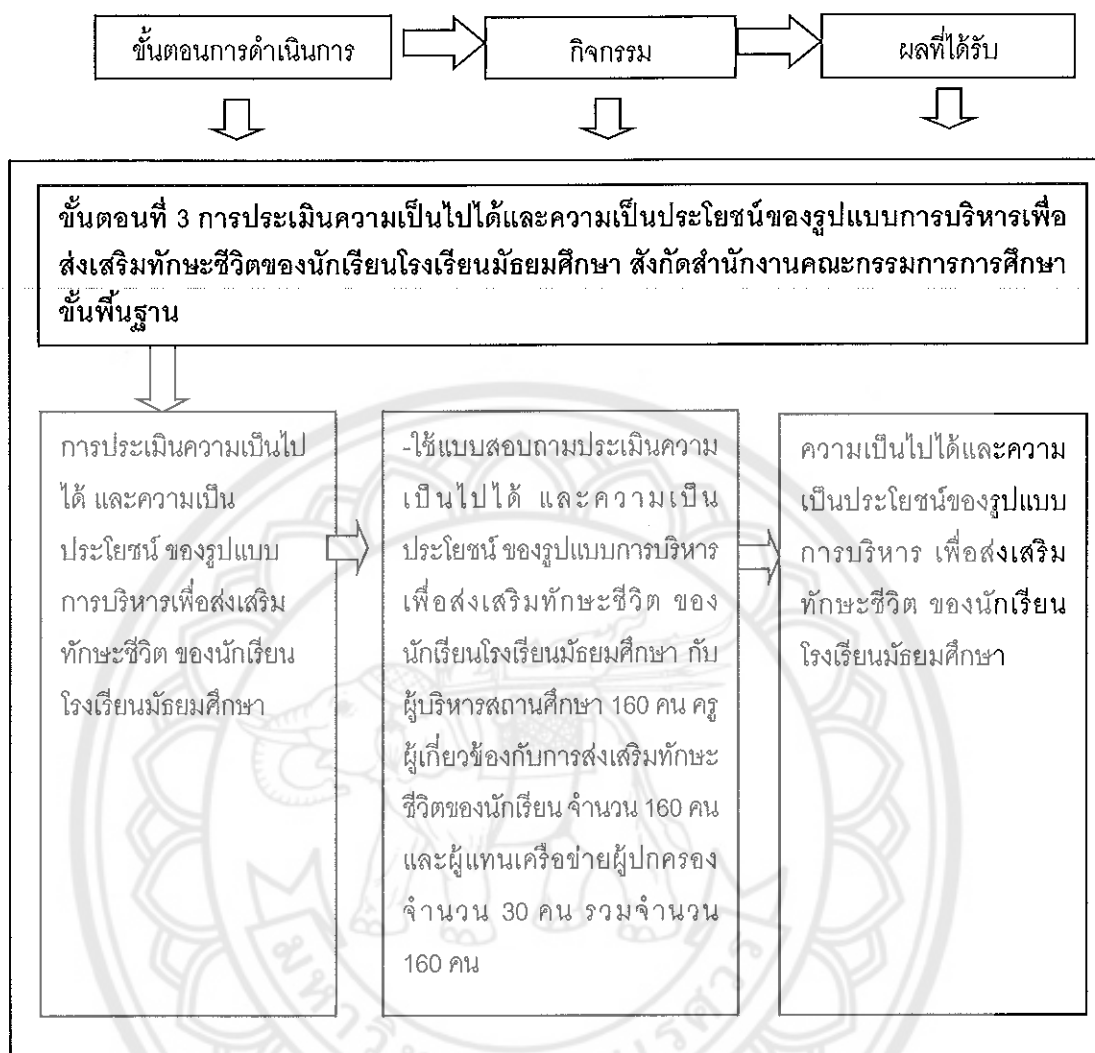 ขั้นตอนการดำเนินการ
กิจกรรม
ผลที่ได้รับ
ขั้นตอนที่ 3 การประเมินความเป็นไปได้และความเป็นประโยชน์ของรูปแบบการบริหารเพื่อ
ส่งเสริมทักษะชีวิตของนักเรียนโรงเรียนมัธยมศึกษา สังกัดสำนักงานคณะกรรมการการศึกษา
ขั้นพื้นฐาน
การประเมินความเป็นไป
ได้ และความเป็น
ประโยชน์ ของรูปแบบ
การบริหารเพื่อส่งเสริม
ทักษะชีวิต ของนักเรียน
โรงเรียนมัธยมศึกษา
-ใช้แบบสอบถามประเมินความ
เป็นไปได้ และความเป็น
ประโยชน์ ของรูปแบบการบริหาร
เพื่อส่งเสริมทักษะชีวิต ของ
นักเรียนโรงเรียนมัธยมศึกษา กับ
ผู้บริหารสถานศึกษา 160 คน ครู
ผู้เกี่ยวข้องกับการส่งเสริมทักษะ
ชีวิตของนักเรียน จำนวน 160 คน
และผู้แทนเครือข่ายผู้ปกครอง
จำนวน 30 คน รวมจำนวน
160 คน
ความเป็นไปได้และความ
เป็นประโยชน์ของรูปแบบ
การบริหาร เพื่อส่งเสริม
ทักษะชีวิต ของนักเรียน
โรงเรียนมัธยมศึกษา